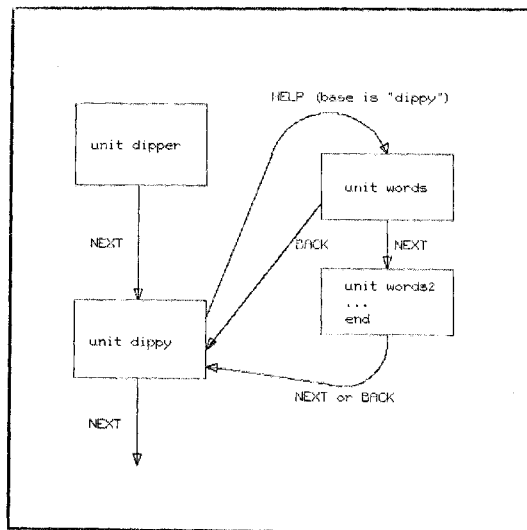 HELP (base is "dippy")
unit dipper
unit words
NEXT
BACK
NEXT
unit words2
...
end
unit dippy
NEXT or BACK
NEXT